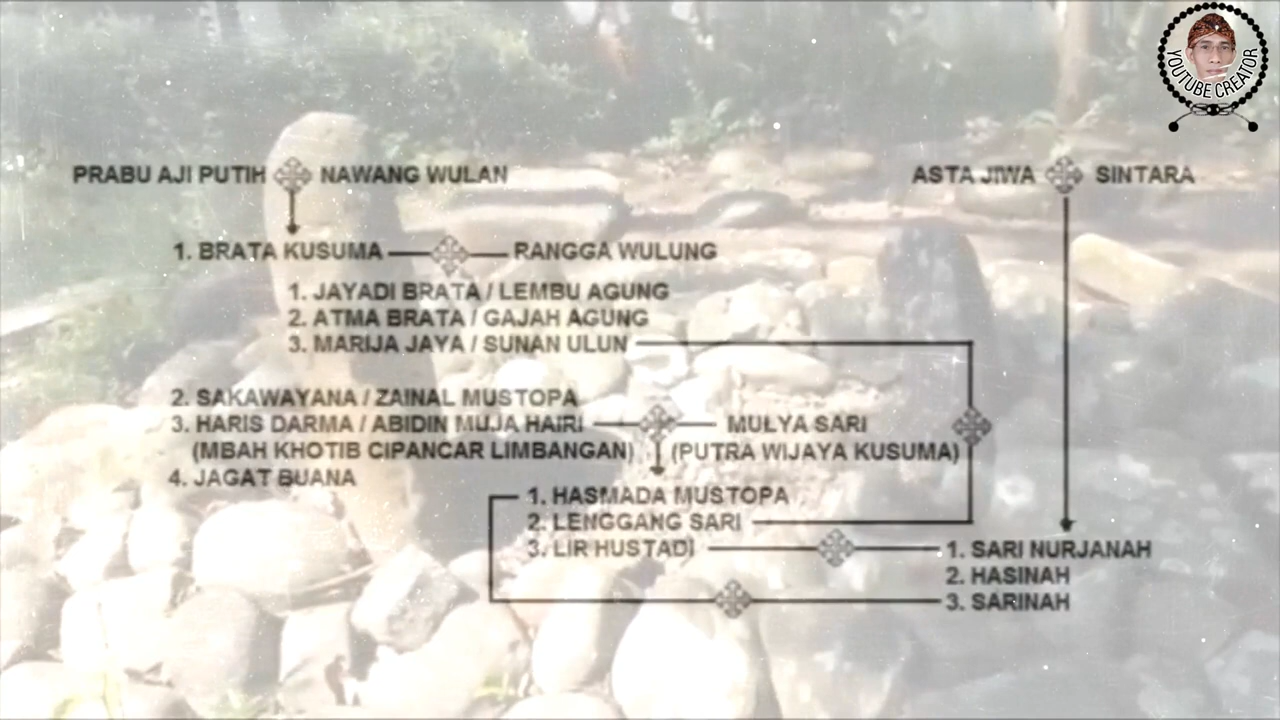 YOUTUBE CREATOR
PRABU AJI PUTIH NAWANG WULAN
ASTA JIWA SINTARA
1. BRATA KUSUMA RANGGA WULUNG
1. JAYADI BRATA / LEMBU AGUNG
2. ATMA BRATA / GAJAH AGUNG
3. MARIJA JAYA / SUNAN ULUN
2. SAKAWAYANA / ZAINAL MUSTOPA
3. HARIS DARMA / ABIDIN MUJA HAIRI
(MBAH KHOTIB CIPANCAR LIMBANGAN)
MULYA SARI
(PUTRA WIJAYA KUSUMA)
4. JAGAT BUANA
1. HASMADA MUSTOPA
2. LENGGANG SARI
3. LIR HUSTADI
1. SARI NURJANAH
2. HASINAH
3. SARINAH